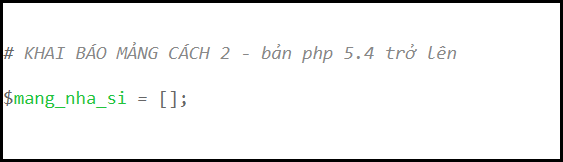 # KHAI BÁO MẢNG CÁCH 2 - bản php 5.4 trở lên
$mang_nha_si = [];